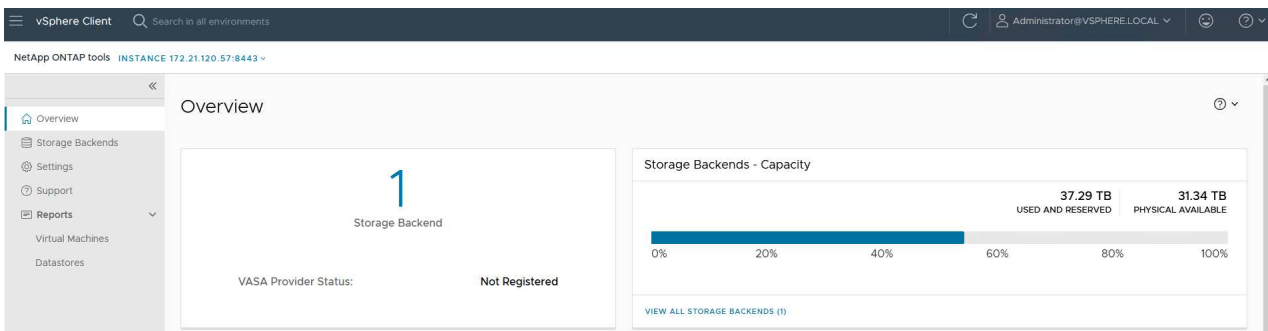 vSphere Client Search in all environments Administrator@VSPHERE.LOCAL
NetApp ONTAP tools INSTANCE 172.21.120.57:8443
Overview
Storage Backends
Settings
Support
Reports
Virtual Machines
Datastores
Overview
1
Storage Backend
VASA Provider Status: Not Registered
Storage Backends - Capacity
37.29 TB 31.34 TB
USED AND RESERVED PHYSICAL AVAILABLE
0% 20% 40% 60% 80% 100%
VIEW ALL STORAGE BACKENDS (1)